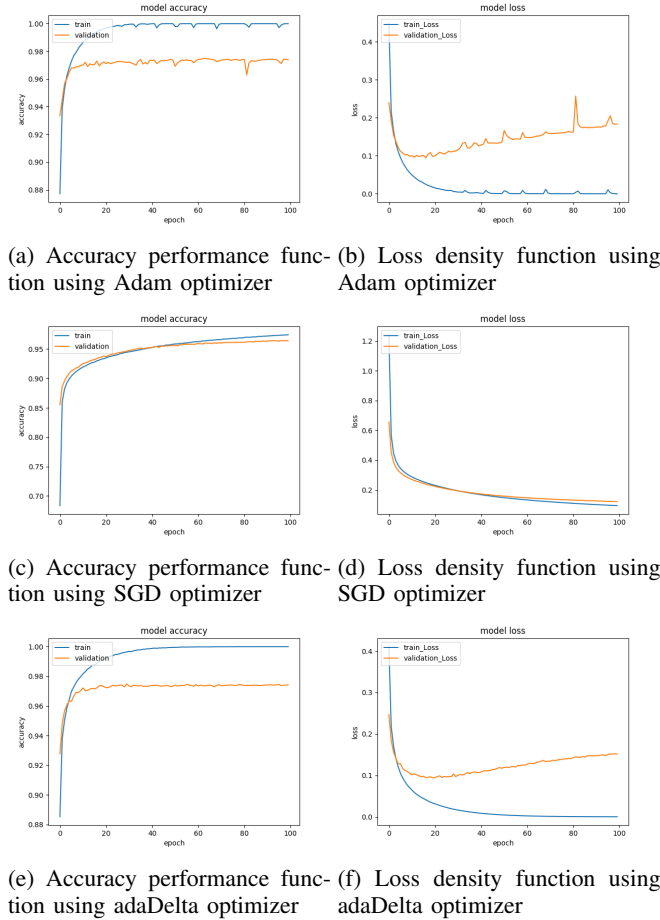 model accuracy
train
validation
1.00
0.98
0.96
0.94
0.92
0.90
0.88
accuracy
0
20
40
60
80
100
epoch
model loss
train_Loss
validation_Loss
0.4
0.3
0.2
0.1
0.0
loss
0
20
40
60
80
100
epoch
(a) Accuracy performance func-
tion using Adam optimizer
(b) Loss density function using
Adam optimizer
model accuracy
train
validation
0.95
0.90
0.85
0.80
0.75
0.70
accuracy
0
20
40
60
80
100
epoch
model loss
train_Loss
validation_Loss
1.2
1.0
0.8
0.6
0.4
0.2
loss
0
20
40
60
80
100
epoch
(c) Accuracy performance func-
tion using SGD optimizer
(d) Loss density function using
SGD optimizer
model accuracy
train
validation
1.00
0.98
0.96
0.94
0.92
0.90
0.88
accuracy
0
20
40
60
80
100
epoch
model loss
train_Loss
validation_Loss
0.4
0.3
0.2
0.1
0.0
loss
0
20
40
60
80
100
epoch
(e) Accuracy performance func-
tion using adaDelta optimizer
(f) Loss density function using
adaDelta optimizer